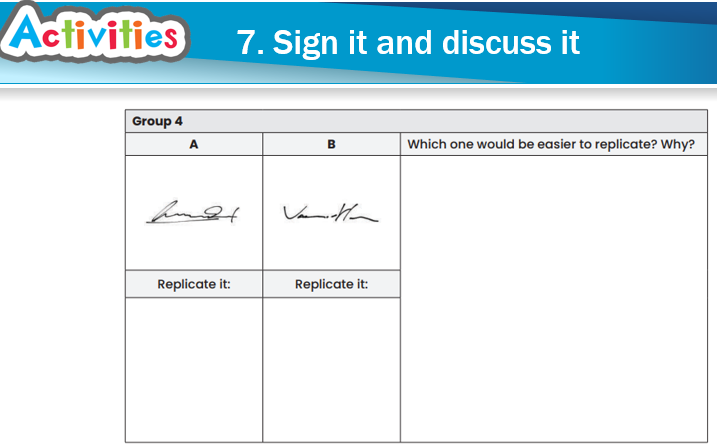 Activities
7. Sign it and discuss it
Group 4
A B Which one would be easier to replicate? Why?
Replicate it: Replicate it: